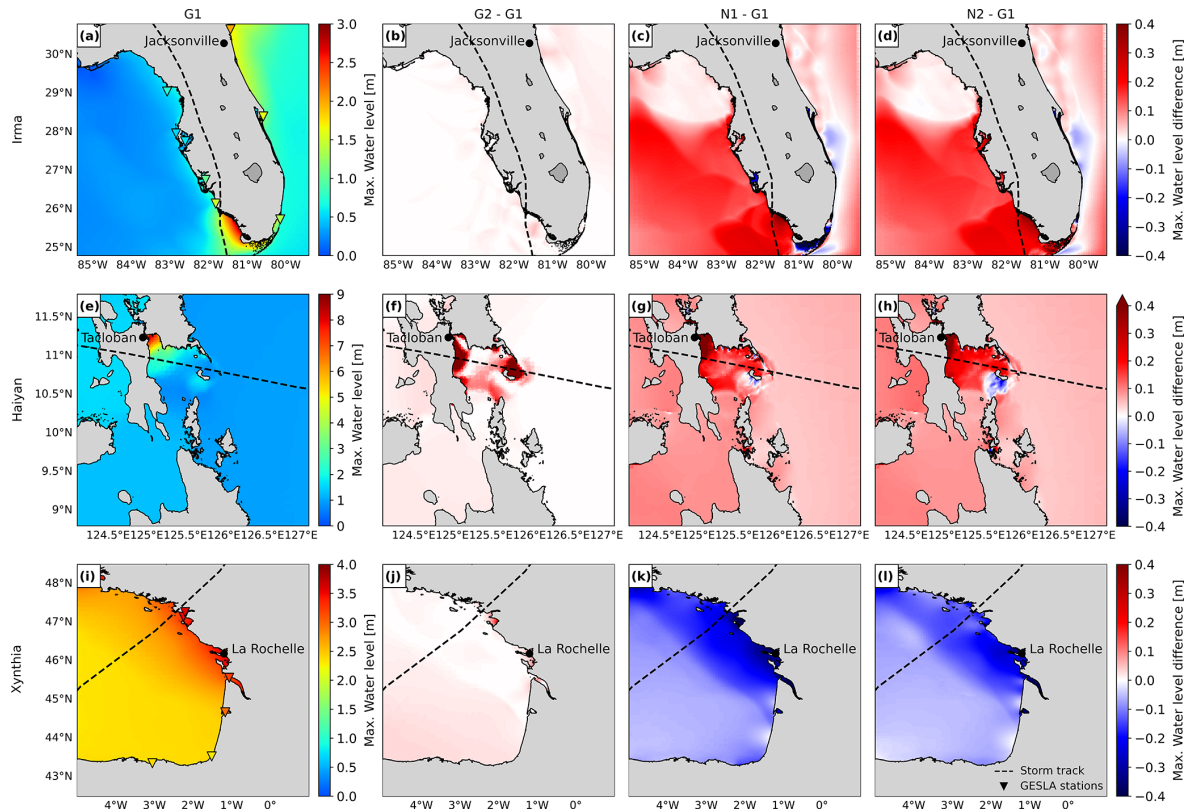 G1
G2 - G1
N1 - G1
N2 - G1
Irma
(a)
Jacksonville
30°N
29°N
28°N
27°N
26°N
25°N
85°W 84°W 83°W 82°W 81°W 80°W
3.0
2.5
2.0
1.5
1.0
0.5
0.0
Max. Water level [m]
(b)
Jacksonville
85°W 84°W 83°W 82°W 81°W 80°W
(c)
Jacksonville
85°W 84°W 83°W 82°W 81°W 80°W
(d)
Jacksonville
85°W 84°W 83°W 82°W 81°W 80°W
0.4
0.3
0.2
0.1
0.0
−0.1
−0.2
−0.3
−0.4
Max. Water level difference [m]
Haiyan
(e)
Tacloban
11.5°N
11°N
10.5°N
10°N
9.5°N
9°N
124.5°E125°E125.5°E126°E126.5°E127°E
9
8
7
6
5
4
3
2
1
0
Max. Water level [m]
(f)
Tacloban
124.5°E125°E125.5°E126°E126.5°E127°E
(g)
Tacloban
124.5°E125°E125.5°E126°E126.5°E127°E
(h)
Tacloban
124.5°E125°E125.5°E126°E126.5°E127°E
0.4
0.3
0.2
0.1
0.0
−0.1
−0.2
−0.3
−0.4
Max. Water level difference [m]
Xynthia
(i)
La Rochelle
48°N
47°N
46°N
45°N
44°N
43°N
4°W 3°W 2°W 1°W 0°
4.0
3.5
3.0
2.5
2.0
1.5
1.0
0.5
0.0
Max. Water level [m]
(j)
La Rochelle
4°W 3°W 2°W 1°W 0°
(k)
La Rochelle
4°W 3°W 2°W 1°W 0°
(l)
La Rochelle
Storm track
GESLA stations
4°W 3°W 2°W 1°W 0°
0.4
0.3
0.2
0.1
0.0
−0.1
−0.2
−0.3
−0.4
Max. Water level difference [m]